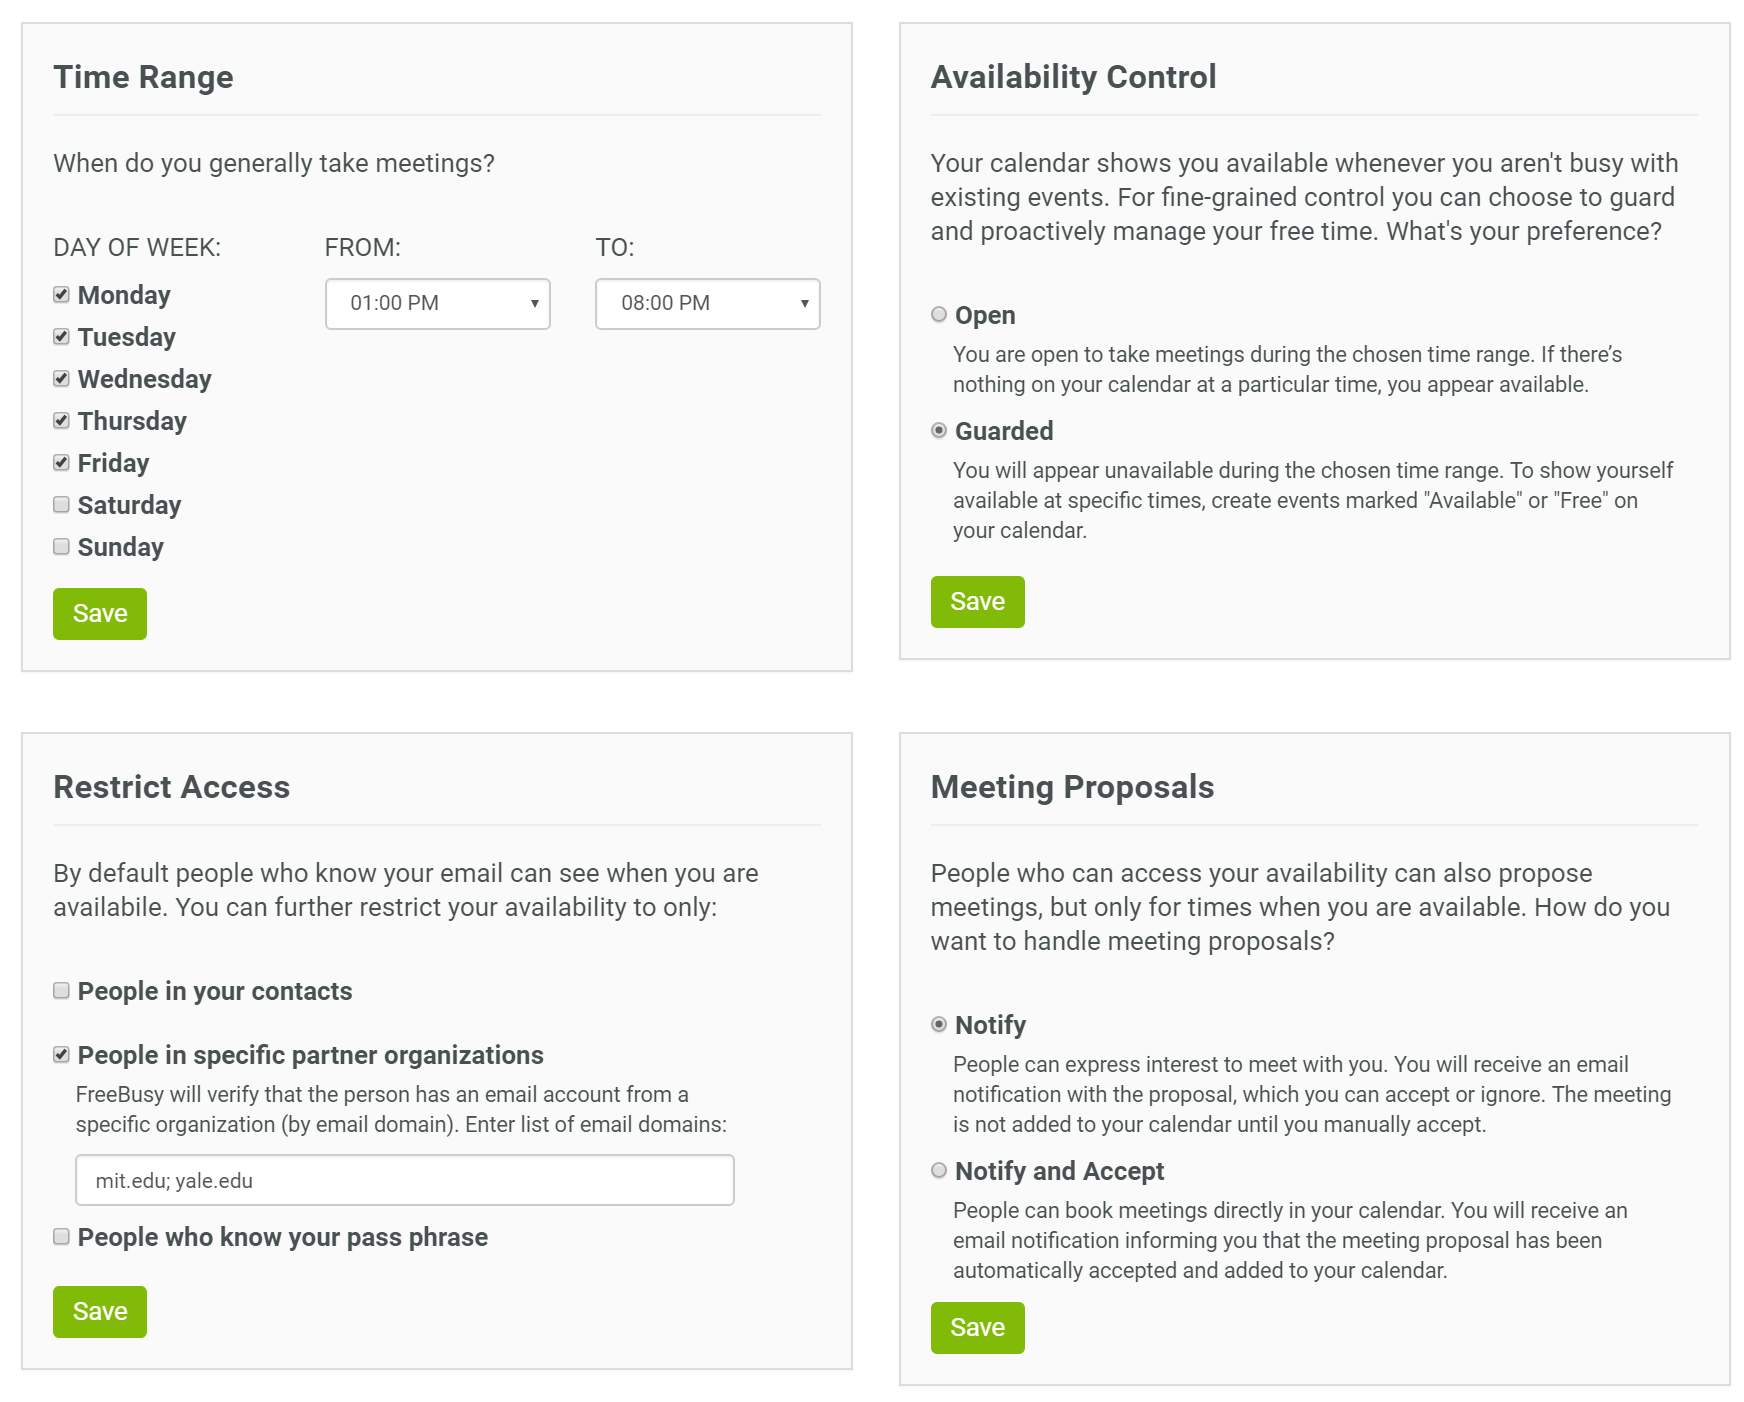 Time Range
When do you generally take meetings?
DAY OF WEEK:
FROM:
TO:
Monday
01:00 PM
08:00 PM
Tuesday
Wednesday
Thursday
Friday
Saturday
Sunday
Save
Availability Control
Your calendar shows you available whenever you aren't busy with
existing events. For fine-grained control you can choose to guard
and proactively manage your free time. What's your preference?
Open
You are open to take meetings during the chosen time range. If there’s
nothing on your calendar at a particular time, you appear available.
Guarded
You will appear unavailable during the chosen time range. To show yourself
available at specific times, create events marked "Available" or "Free" on
your calendar.
Save
Restrict Access
By default people who know your email can see when you are
availabile. You can further restrict your availability to only:
People in your contacts
People in specific partner organizations
FreeBusy will verify that the person has an email account from a
specific organization (by email domain). Enter list of email domains:
mit.edu; yale.edu
People who know your pass phrase
Save
Meeting Proposals
People who can access your availability can also propose
meetings, but only for times when you are available. How do you
want to handle meeting proposals?
Notify
People can express interest to meet with you. You will receive an email
notification with the proposal, which you can accept or ignore. The meeting
is not added to your calendar until you manually accept.
Notify and Accept
People can book meetings directly in your calendar. You will receive an
email notification informing you that the meeting proposal has been
automatically accepted and added to your calendar.
Save